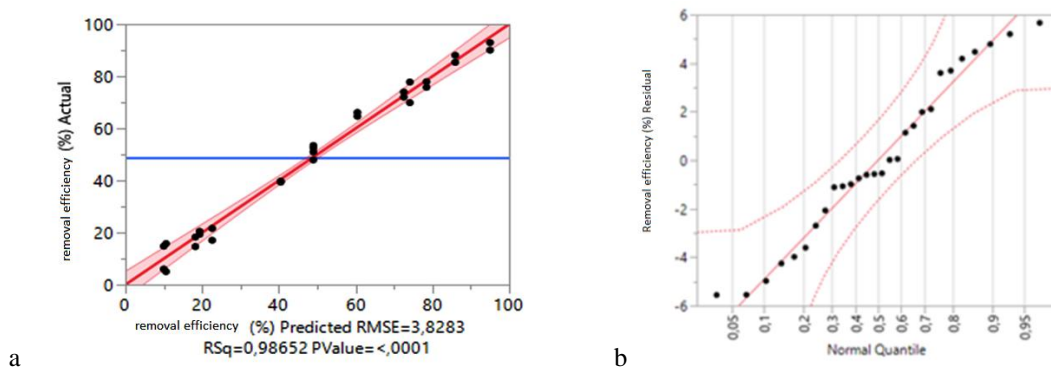 100
80
60
40
20
0
removal efficiency (%) Actual
0 20 40 60 80 100
removal efficiency (%) Predicted RMSE=3,8283
RSq=0,98652 PValue=<,0001
a
6
4
2
0
-2
-4
-6
Removal efficiency (%) Residual
0,05 0,1 0,2 0,3 0,4 0,5 0,6 0,7 0,8 0,9 0,95
Normal Quantile
b